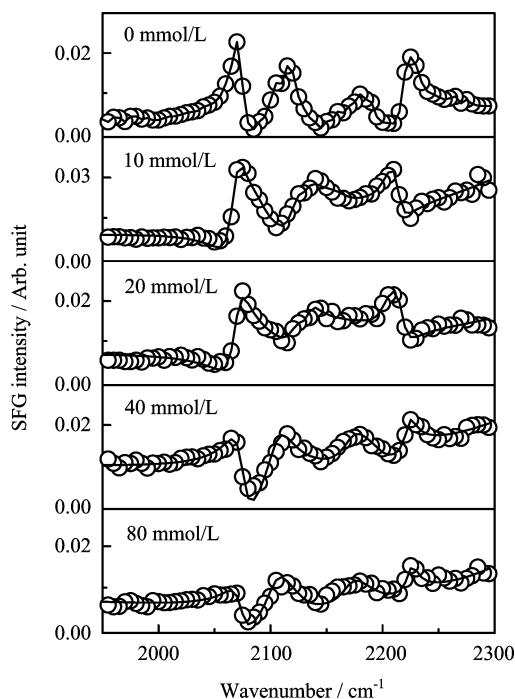 0 mmol/L
0.02
0.00
10 mmol/L
0.03
0.00
20 mmol/L
0.02
0.00
40 mmol/L
0.02
0.00
80 mmol/L
0.02
0.00
SFG intensity / Arb. unit
2000 2100 2200 2300
Wavenumber / cm⁻¹